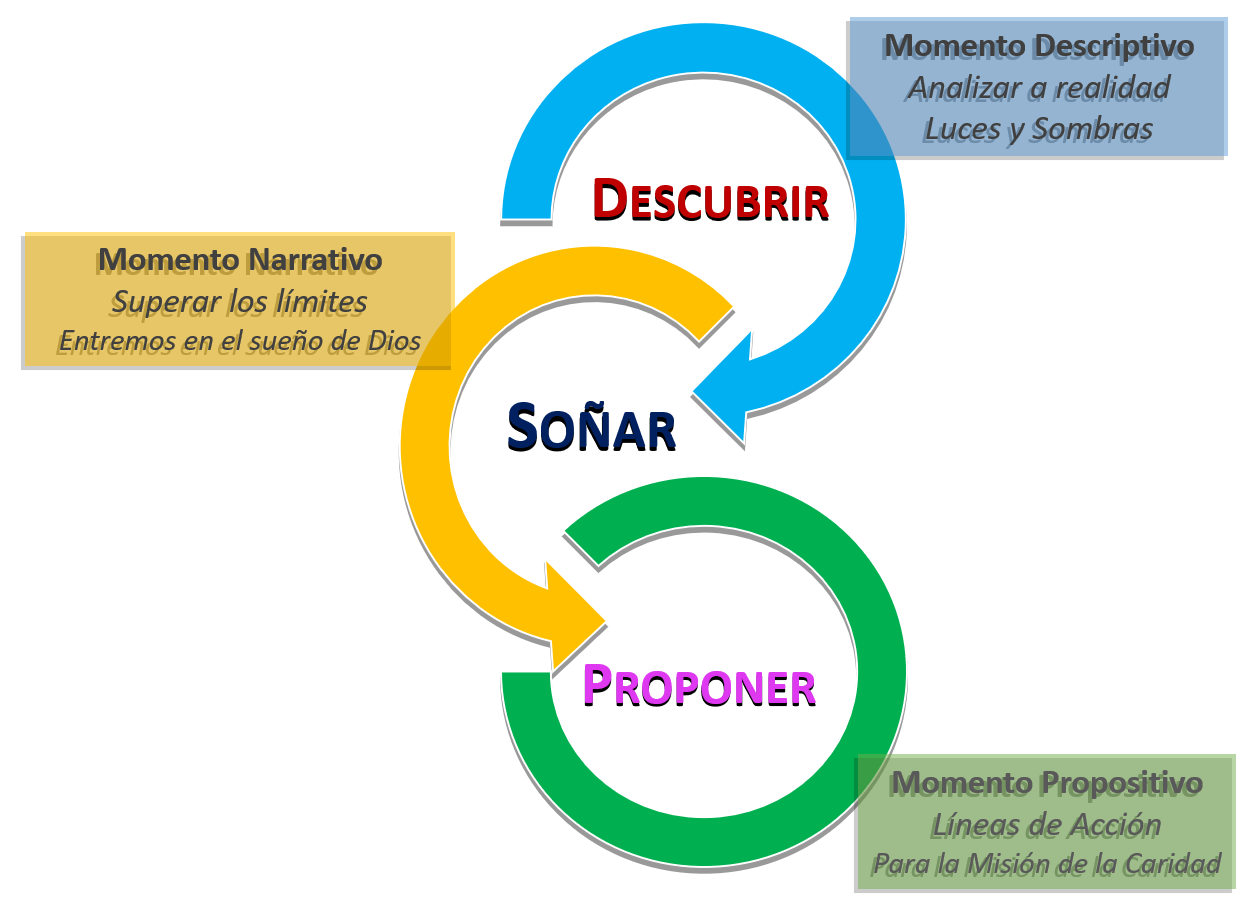 Momento Descriptivo
Analizar a realidad
Luces y Sombras
DESCUBRIR
Momento Narrativo
Superar los límites
Entremos en el sueño de Dios
SOÑAR
PROPONER
Momento Propositivo
Líneas de Acción
Para la Misión de la Caridad